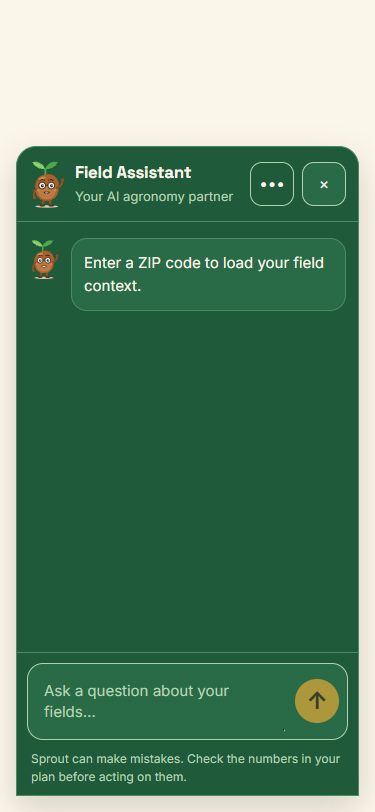 Field Assistant
Your AI agronomy partner
Enter a ZIP code to load your field
context.
Ask a question about your
fields...
Sprout can make mistakes. Check the numbers in your
plan before acting on them.